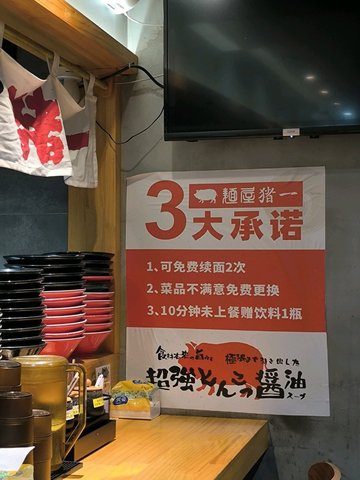 3大承诺
麺屋猪一
1、可免费续面2次
2、菜品不满意免费更换
3、10分钟未上餐赠饮料1瓶
超強とんこつ醤油
スープ